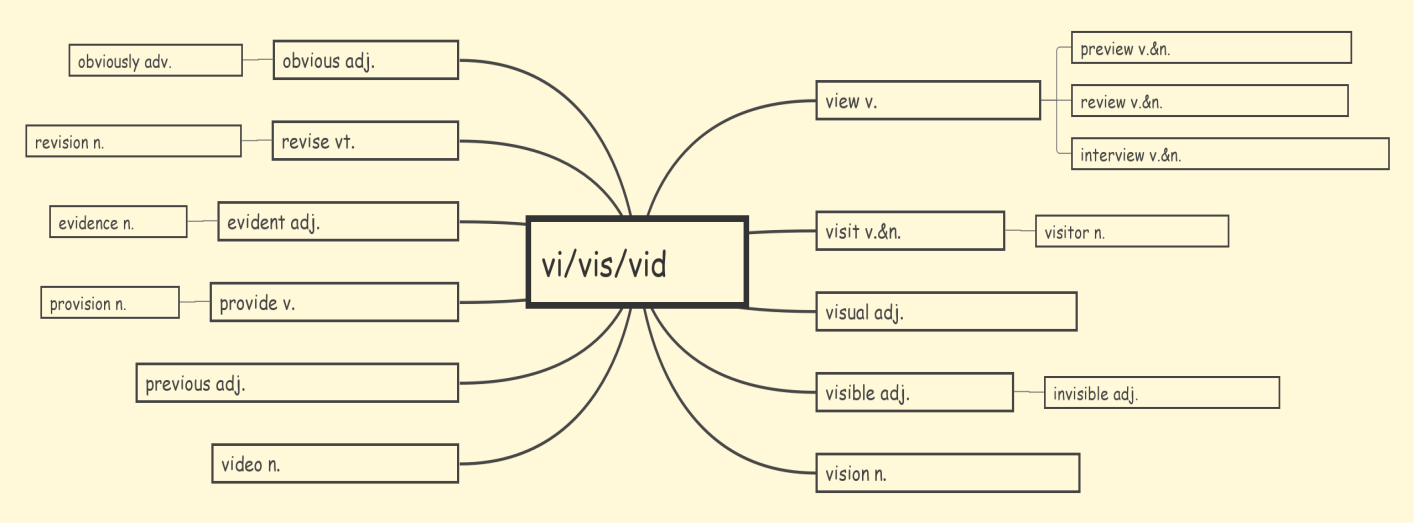 vi/vis/vid
view v.
preview v.&n.
review v.&n.
interview v.&n.
visit v.&n.
visitor n.
visual adj.
visible adj.
invisible adj.
vision n.
obvious adj.
obviously adv.
revise vt.
revision n.
evident adj.
evidence n.
provide v.
provision n.
previous adj.
video n.